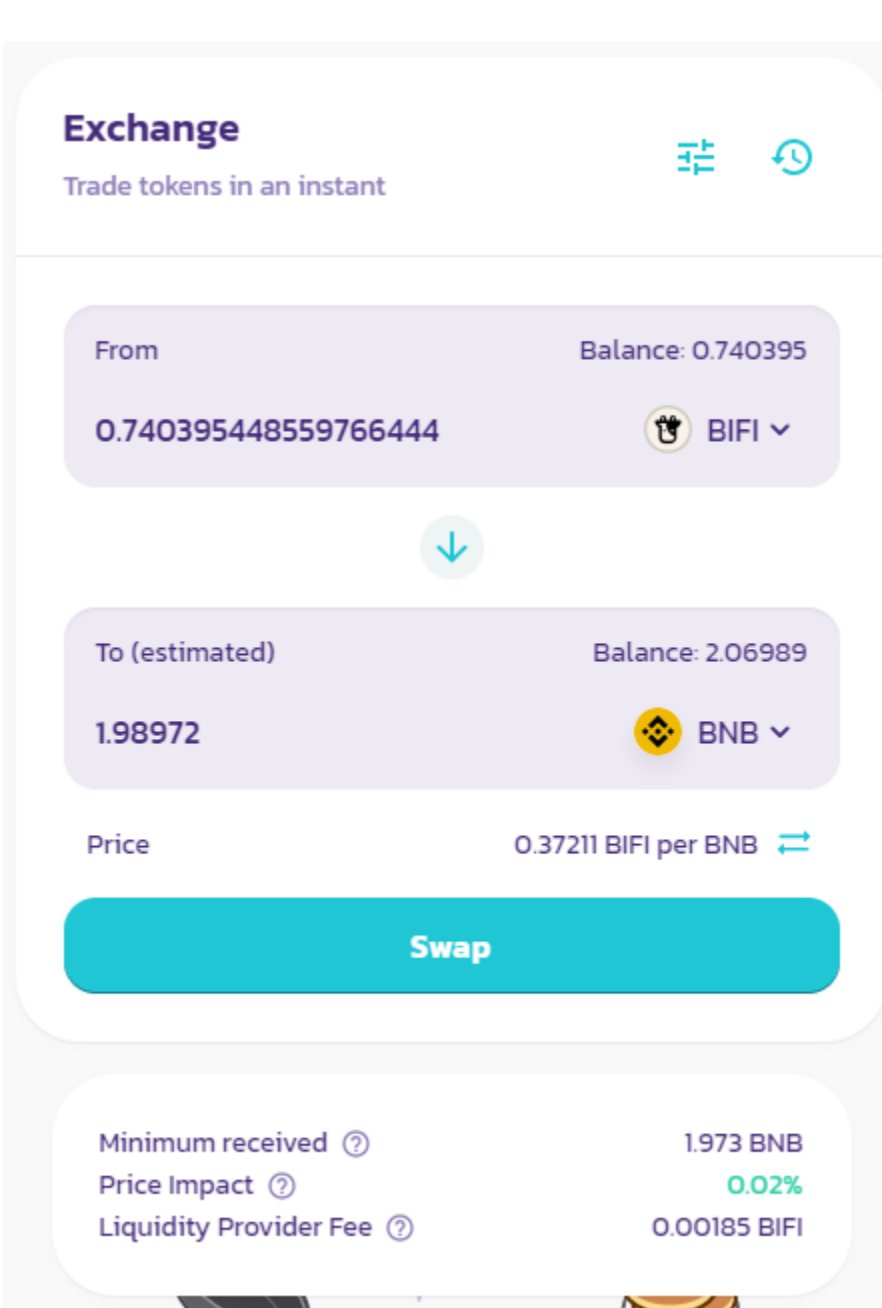 Exchange
Trade tokens in an instant
From Balance: 0.740395
0.740395448559766444 BIFI
To (estimated) Balance: 2.06989
1.98972 BNB
Price 0.37211 BIFI per BNB
Swap
Minimum received ? 1.973 BNB
Price Impact ? 0.02%
Liquidity Provider Fee ? 0.00185 BIFI